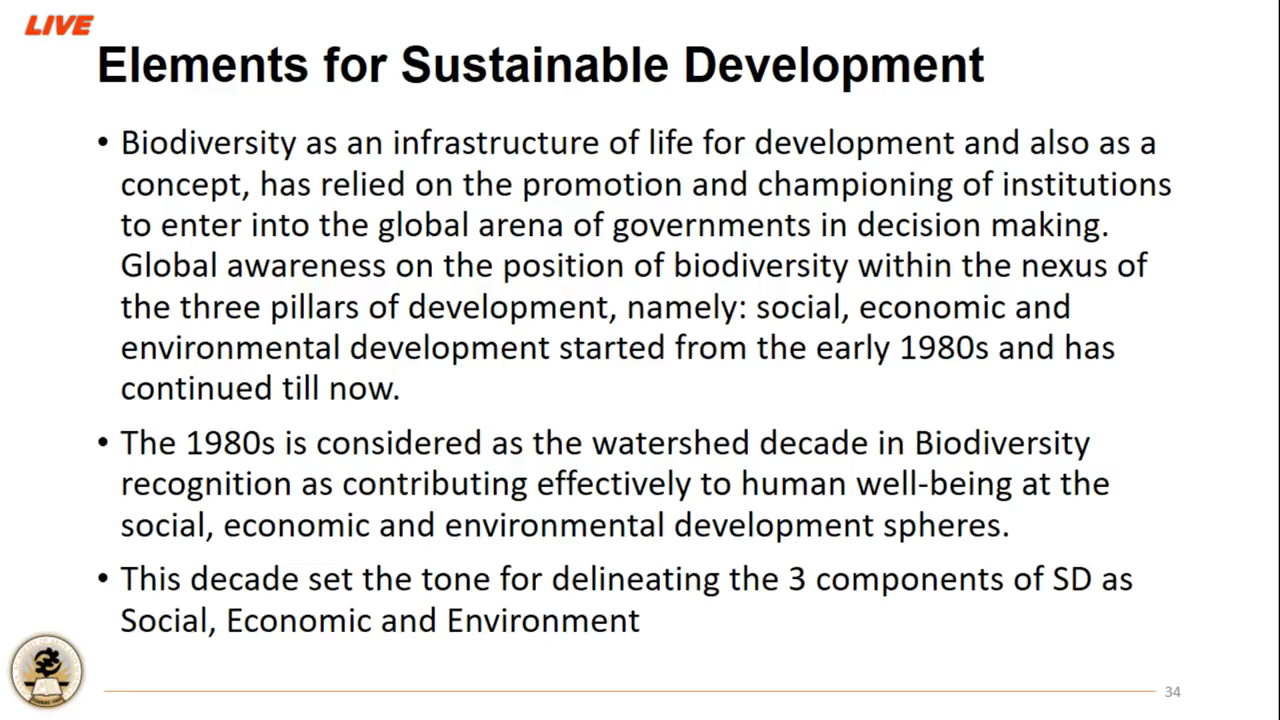 LIVE
Elements for Sustainable Development
• Biodiversity as an infrastructure of life for development and also as a
concept, has relied on the promotion and championing of institutions
to enter into the global arena of governments in decision making.
Global awareness on the position of biodiversity within the nexus of
the three pillars of development, namely: social, economic and
environmental development started from the early 1980s and has
continued till now.
• The 1980s is considered as the watershed decade in Biodiversity
recognition as contributing effectively to human well-being at the
social, economic and environmental development spheres.
• This decade set the tone for delineating the 3 components of SD as
Social, Economic and Environment
34